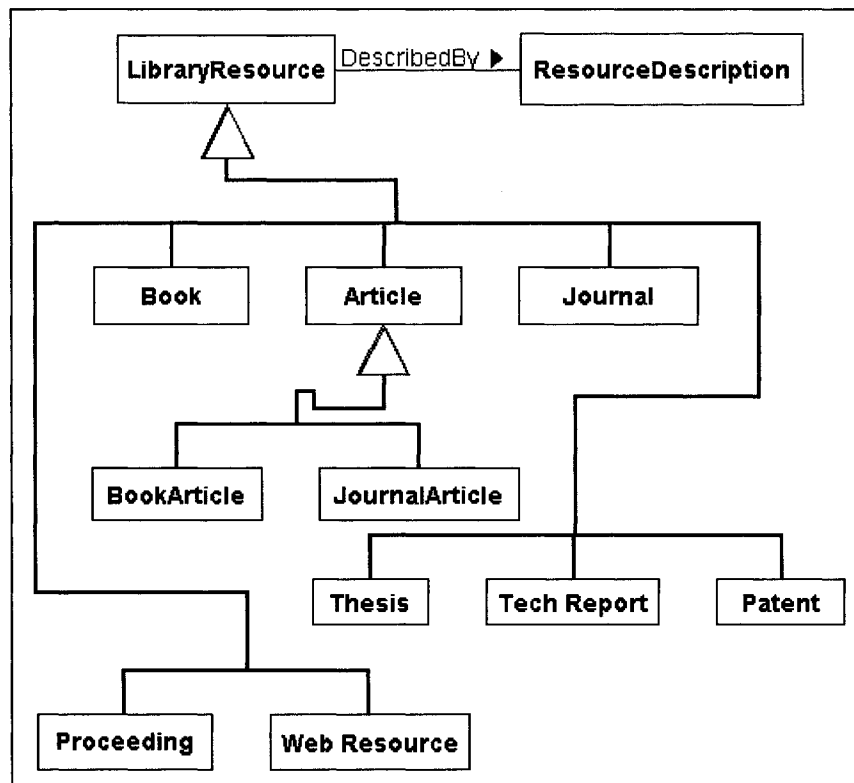 LibraryResource
DescribedBy ▶
ResourceDescription
Book
Article
Journal
BookArticle
JournalArticle
Thesis
Tech Report
Patent
Proceeding
Web Resource